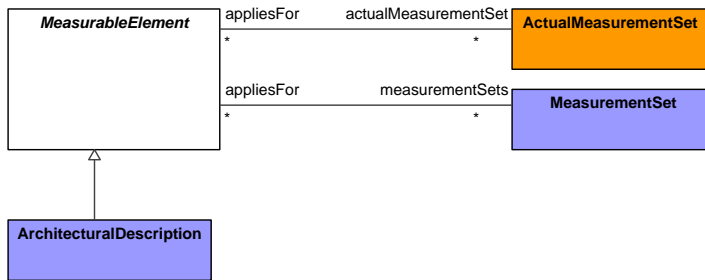 MeasurableElement
appliesFor
actualMeasurementSet
*
*
ActualMeasurementSet
appliesFor
measurementSets
*
*
MeasurementSet
ArchitecturalDescription